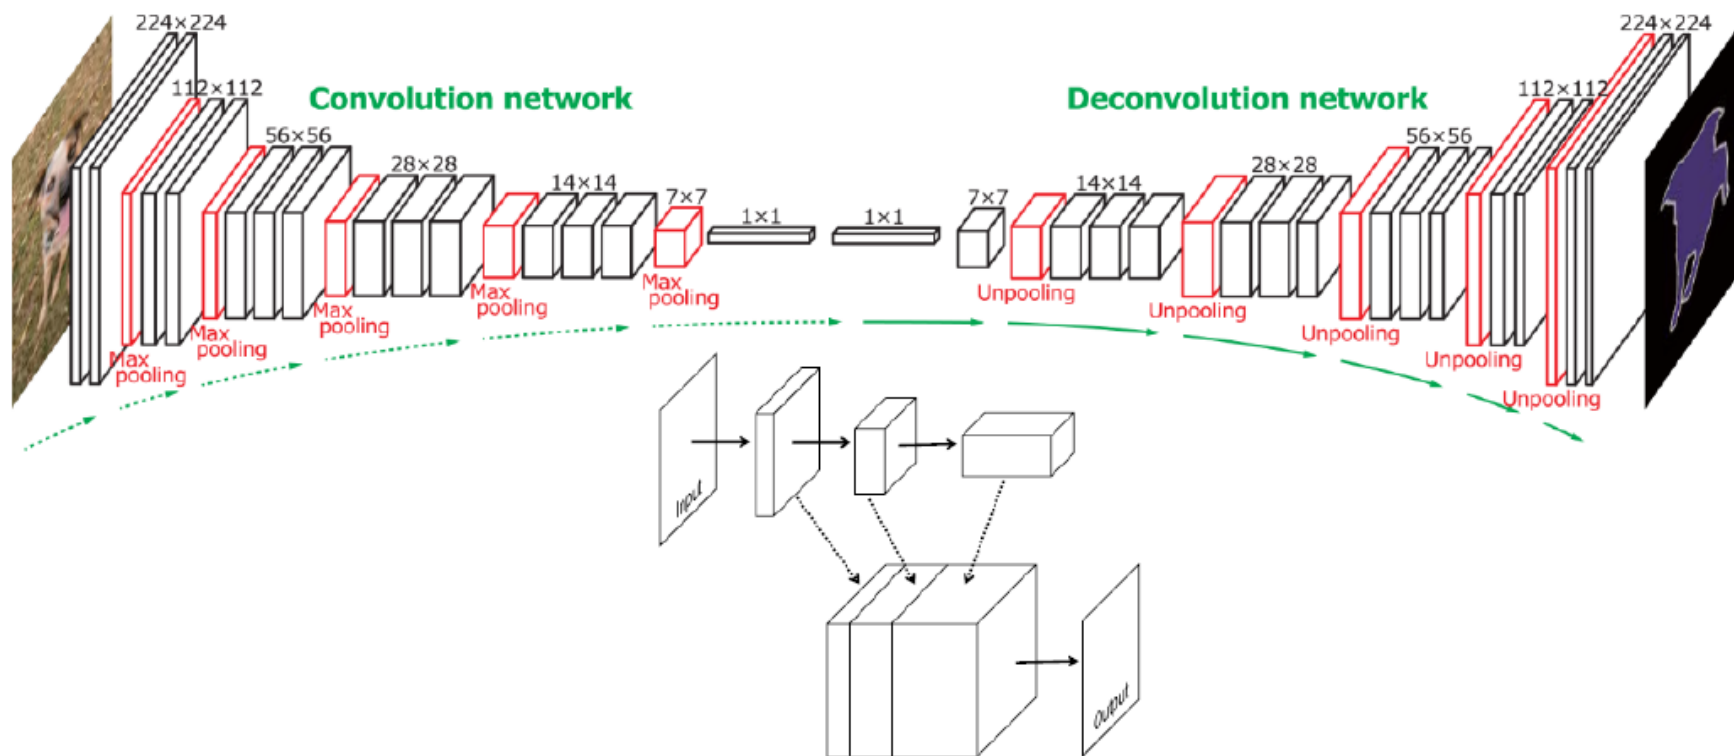 224×224
224×224
112×112
112×112
Convolution network
Deconvolution network
56×56
56×56
28×28
28×28
14×14
14×14
7×7
7×7
1×1
1×1
Max
pooling
Max
pooling
Max
pooling
Max
pooling
Max
pooling
Unpooling
Unpooling
Unpooling
Unpooling
Unpooling
Input
Output